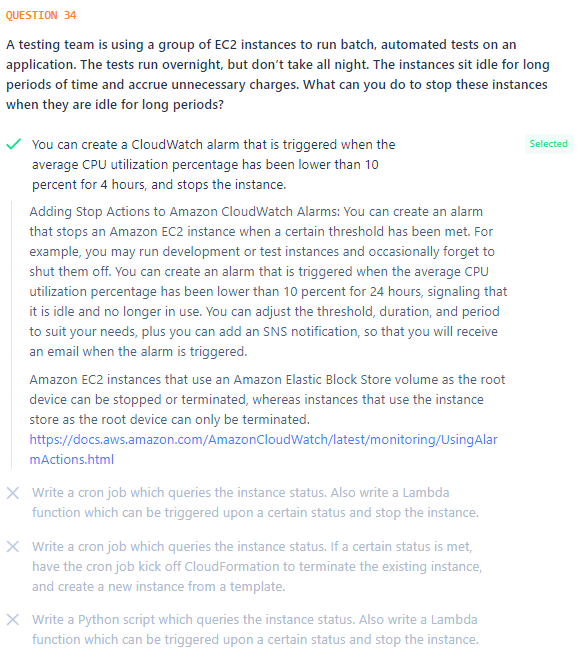 QUESTION 34
A testing team is using a group of EC2 instances to run batch, automated tests on an
application. The tests run overnight, but don’t take all night. The instances sit idle for long
periods of time and accrue unnecessary charges. What can you do to stop these instances
when they are idle for long periods?
You can create a CloudWatch alarm that is triggered when the
average CPU utilization percentage has been lower than 10
percent for 4 hours, and stops the instance.
Selected
Adding Stop Actions to Amazon CloudWatch Alarms: You can create an alarm
that stops an Amazon EC2 instance when a certain threshold has been met. For
example, you may run development or test instances and occasionally forget to
shut them off. You can create an alarm that is triggered when the average CPU
utilization percentage has been lower than 10 percent for 24 hours, signaling that
it is idle and no longer in use. You can adjust the threshold, duration, and period
to suit your needs, plus you can add an SNS notification, so that you will receive
an email when the alarm is triggered.
Amazon EC2 instances that use an Amazon Elastic Block Store volume as the root
device can be stopped or terminated, whereas instances that use the instance
store as the root device can only be terminated.
https://docs.aws.amazon.com/AmazonCloudWatch/latest/monitoring/UsingAlar
mActions.html
Write a cron job which queries the instance status. Also write a Lambda
function which can be triggered upon a certain status and stop the instance.
Write a cron job which queries the instance status. If a certain status is met,
have the cron job kick off CloudFormation to terminate the existing instance,
and create a new instance from a template.
Write a Python script which queries the instance status. Also write a Lambda
function which can be triggered upon a certain status and stop the instance.